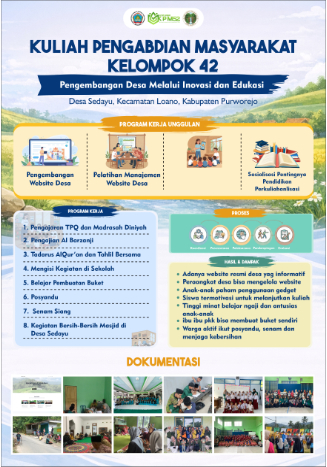 KULIAH PENGABDIAN MASYARAKAT
KELOMPOK 42
Pengembangan Desa Melalui Inovasi dan Edukasi
Desa Sedayu, Kecamatan Loano, Kabupaten Purworejo
PROGRAM KERJA UNGGULAN
Pengembangan
Website Desa
Pelatihan Manajemen
Website Desa
Sosialisasi Pentingnya
Pendidikan
Perkuliahenlisasi
PROGRAM KERJA
1. Pengajaran TPQ dan Madrasah Diniyah
2. Pengajian Al Barzanji
3. Tadarus AlQur'an dan Tahlil Bersama
4. Mengisi Kegiatan di Sekolah
5. Belajar Pembuatan Buket
6. Posyandu
7. Senam Siang
8. Kegiatan Bersih-Bersih Masjid di
Desa Sedayu
PROSES
HASIL & DAMPAK
Adanya website resmi desa yag informatif
Perangkat desa bisa mengelola website
Anak-anak paham penggunaan gedget
Siswa termotivasi untuk melanjutkan kuliah
Tinggi minat belajar ngaji dan antusias
anak-anak
ibu ibu pkk bisa membuat buket sendiri
Warga aktif ikut posyandu, senam dan
menjaga kebersihan
DOKUMENTASI